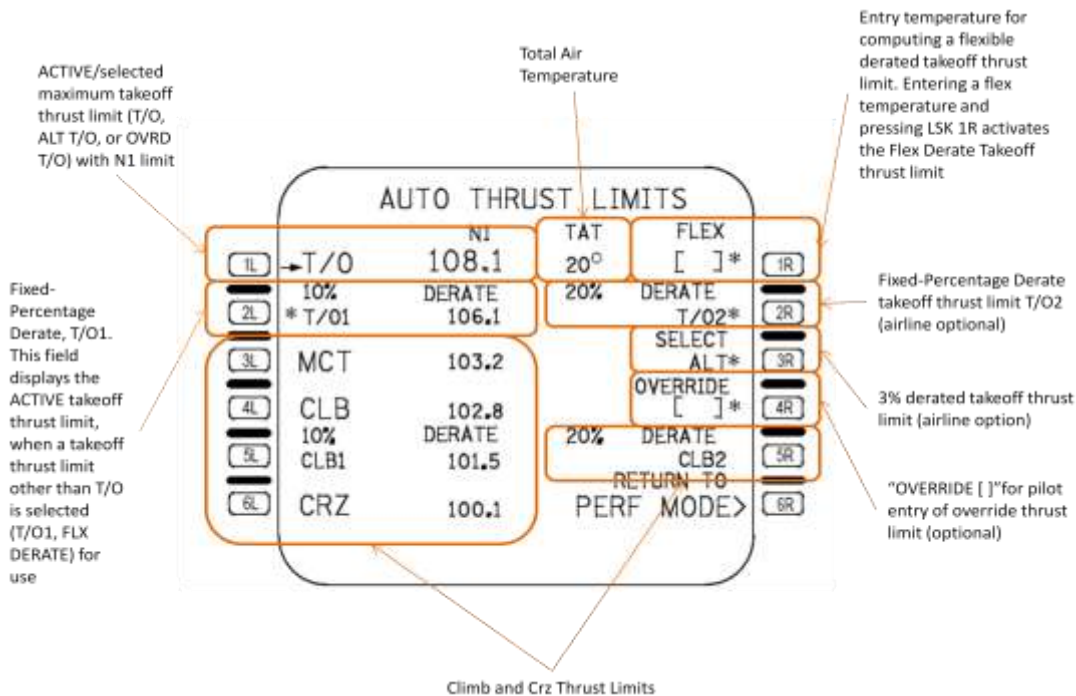 Entry temperature for
computing a flexible
derated takeoff thrust
limit. Entering a flex
temperature and
pressing LSK 1R activates
the Flex Derate Takeoff
thrust limit
Total Air
Temperature
ACTIVE/selected
maximum takeoff
thrust limit (T/O,
ALT T/O, or OVRD
T/O) with N1 limit
AUTO THRUST LIMITS
N1 TAT FLEX
1L →T/O 108.1 20° [ ]* 1R
10% DERATE 20% DERATE
2L *T/O1 106.1 T/O2* 2R
SELECT
3L MCT 103.2 ALT* 3R
OVERRIDE
4L CLB 102.8 [ ]* 4R
10% DERATE 20% DERATE
5L CLB1 101.5 CLB2 5R
RETURN TO
6L CRZ 100.1 PERF MODE> 6R
Fixed-
Percentage
Derate, T/O1.
This field
displays the
ACTIVE takeoff
thrust limit,
when a takeoff
thrust limit
other than T/O
is selected
(T/O1, FLX
DERATE) for
use
Fixed-Percentage Derate
takeoff thrust limit T/O2
(airline optional)
3% derated takeoff thrust
limit (airline option)
"OVERRIDE [ ]"for pilot
entry of override thrust
limit (optional)
Climb and Crz Thrust Limits